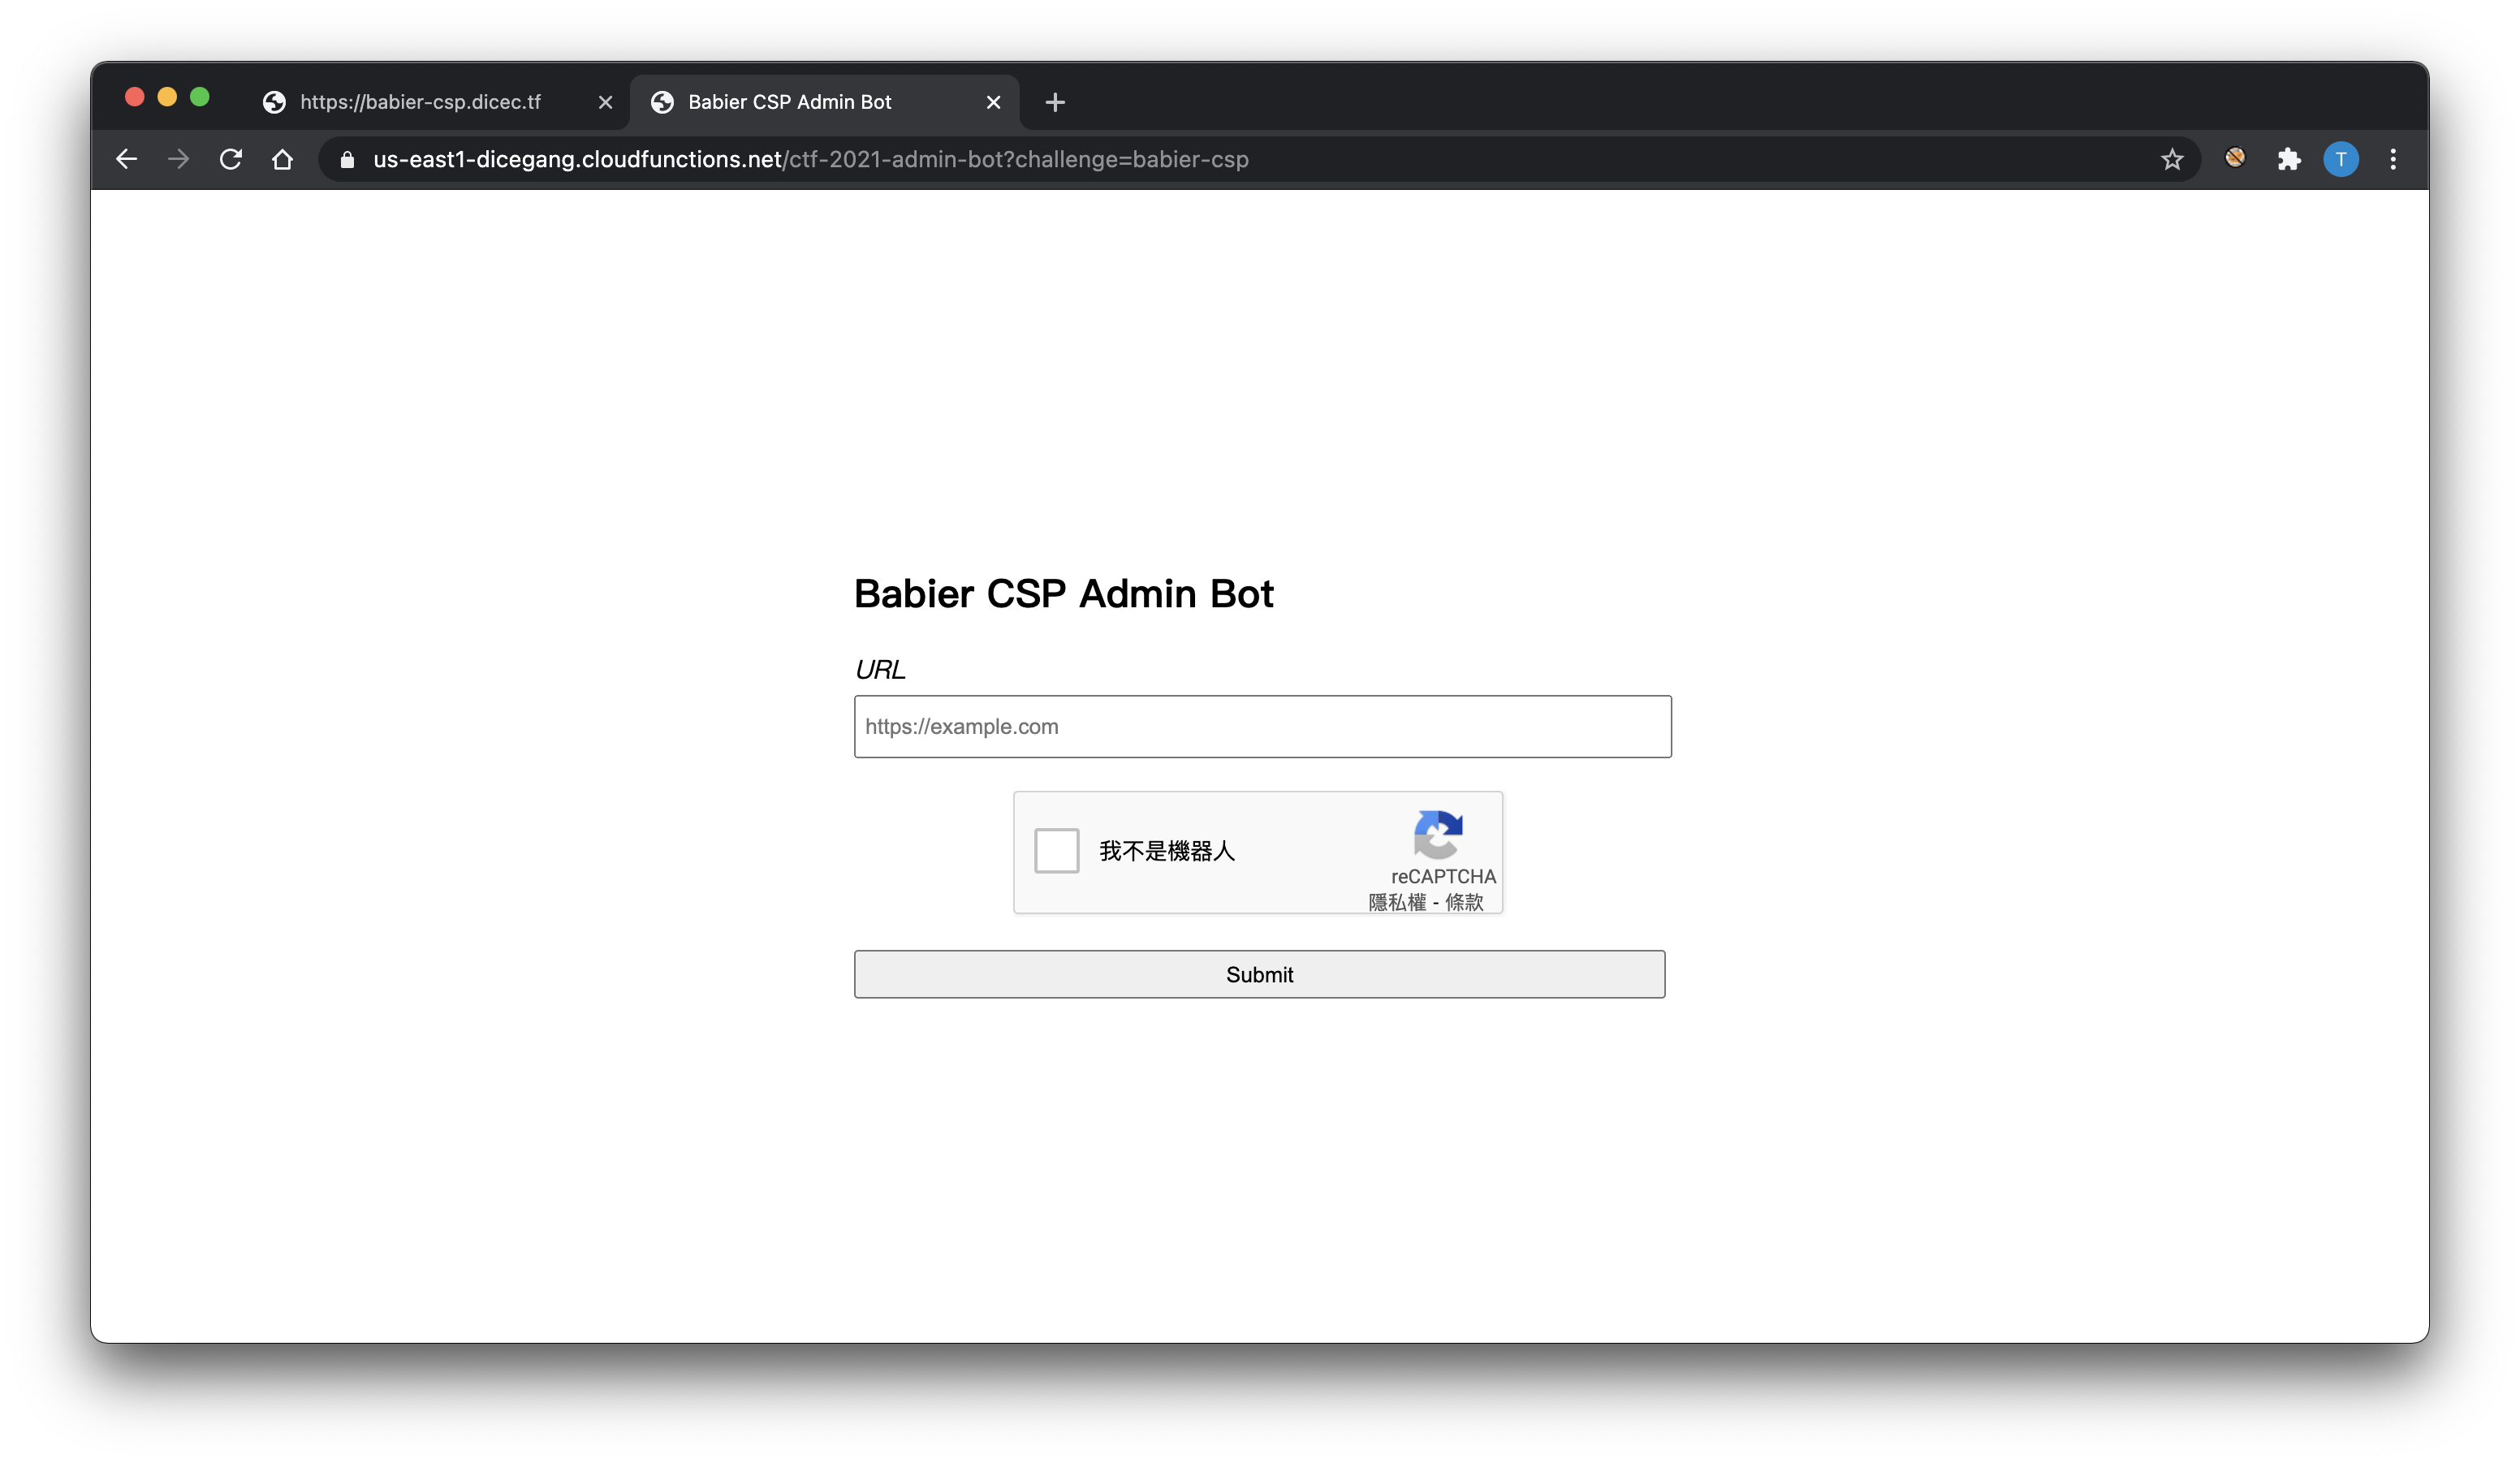 https://babier-csp.dicec.tf
Babier CSP Admin Bot
us-east1-dicegang.cloudfunctions.net/ctf-2021-admin-bot?challenge=babier-csp
T
Babier CSP Admin Bot
URL
https://example.com
我不是機器人
reCAPTCHA
隱私權 - 條款
Submit